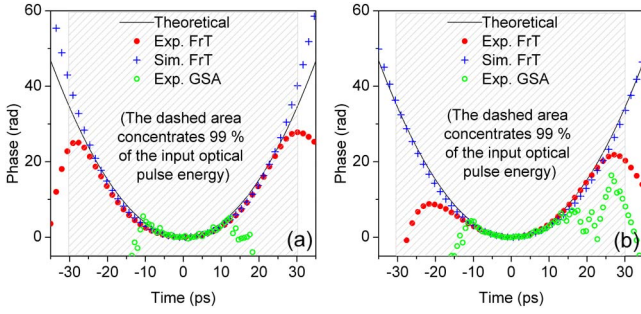 60
40
20
0
Phase (rad)
Theoretical
Exp. FrT
Sim. FrT
Exp. GSA
(The dashed area
concentrates 99 %
of the input optical
pulse energy)
(a)
-30 -20 -10 0 10 20 30
Time (ps)
60
40
20
0
Phase (rad)
Theoretical
Exp. FrT
Sim. FrT
Exp. GSA
(The dashed area
concentrates 99 %
of the input optical
pulse energy)
(b)
-30 -20 -10 0 10 20 30
Time (ps)